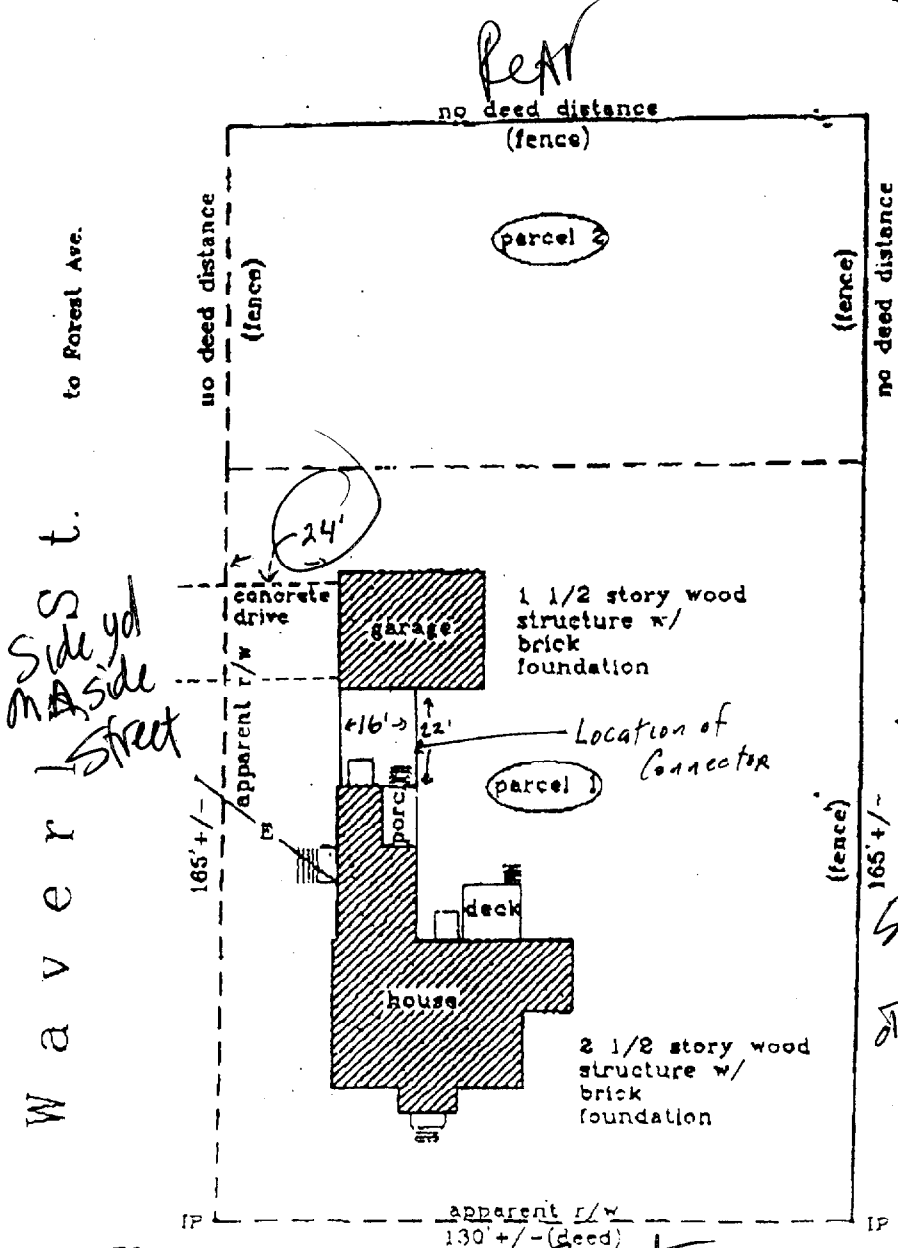 Rear
no deed distance
(fence)
parcel 2
no deed distance
(fence)
(fence)
no deed distance
to Forest Ave.
24'
concrete
drive
garage
1 1/2 story wood
structure w/
brick
foundation
Side yd
on A side
Street
apparent r/w
16'
22'
Location of
Connector
parcel 1
porch
165'+/-
(fence)
165'+/-
deck
house
2 1/2 story wood
structure w/
brick
foundation
St.
IP
apparent r/w
130'+/-(deed)
IP